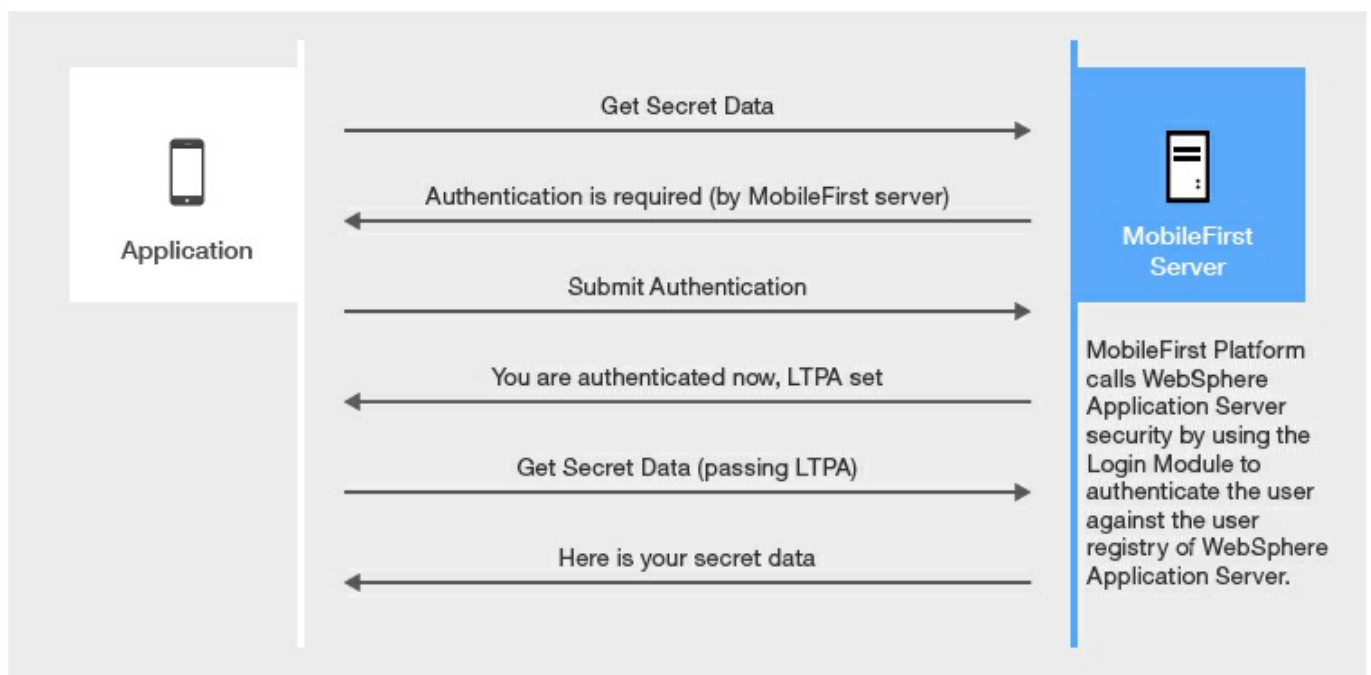 Get Secret Data
Authentication is required (by MobileFirst server)
Application
MobileFirst
Server
Submit Authentication
You are authenticated now, LTPA set
Get Secret Data (passing LTPA)
Here is your secret data
MobileFirst Platform
calls WebSphere
Application Server
security by using the
Login Module to
authenticate the user
against the user
registry of WebSphere
Application Server.